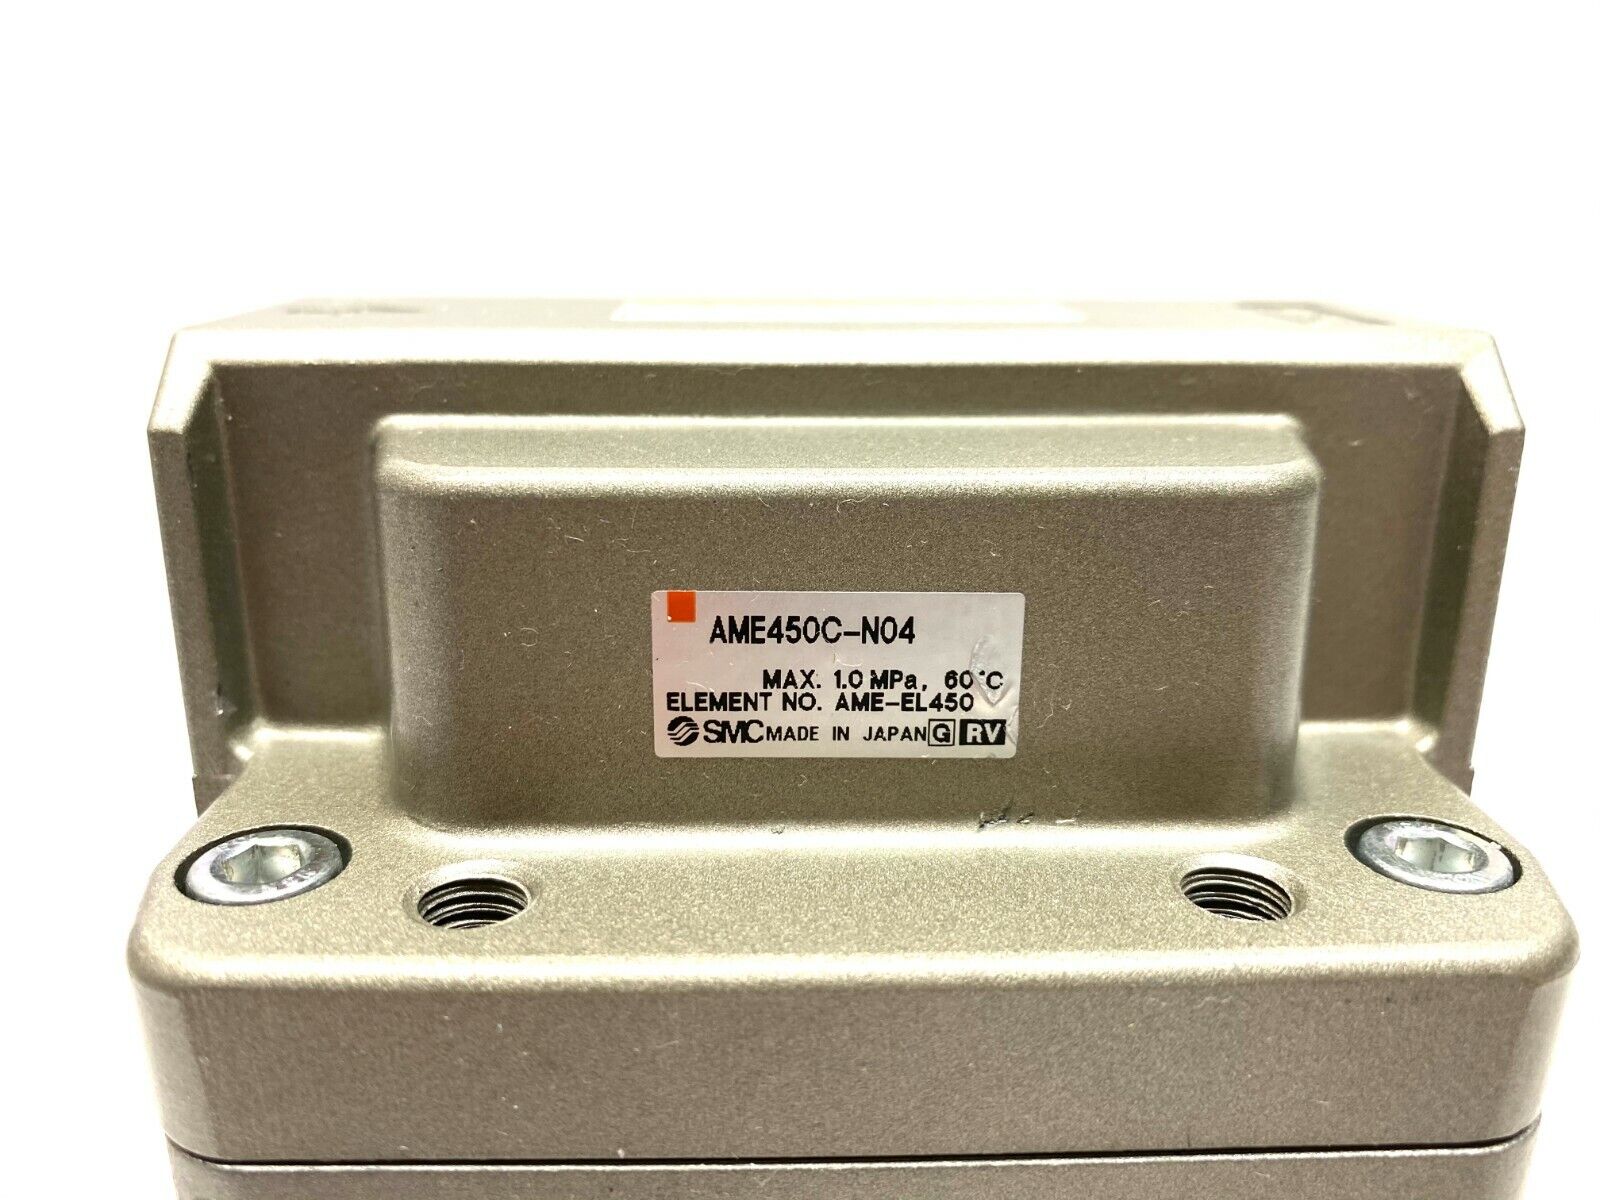 AME450C-N04
MAX. 1.0 MPa, 60°C
ELEMENT NO. AME-EL450
SMC MADE IN JAPAN G RV